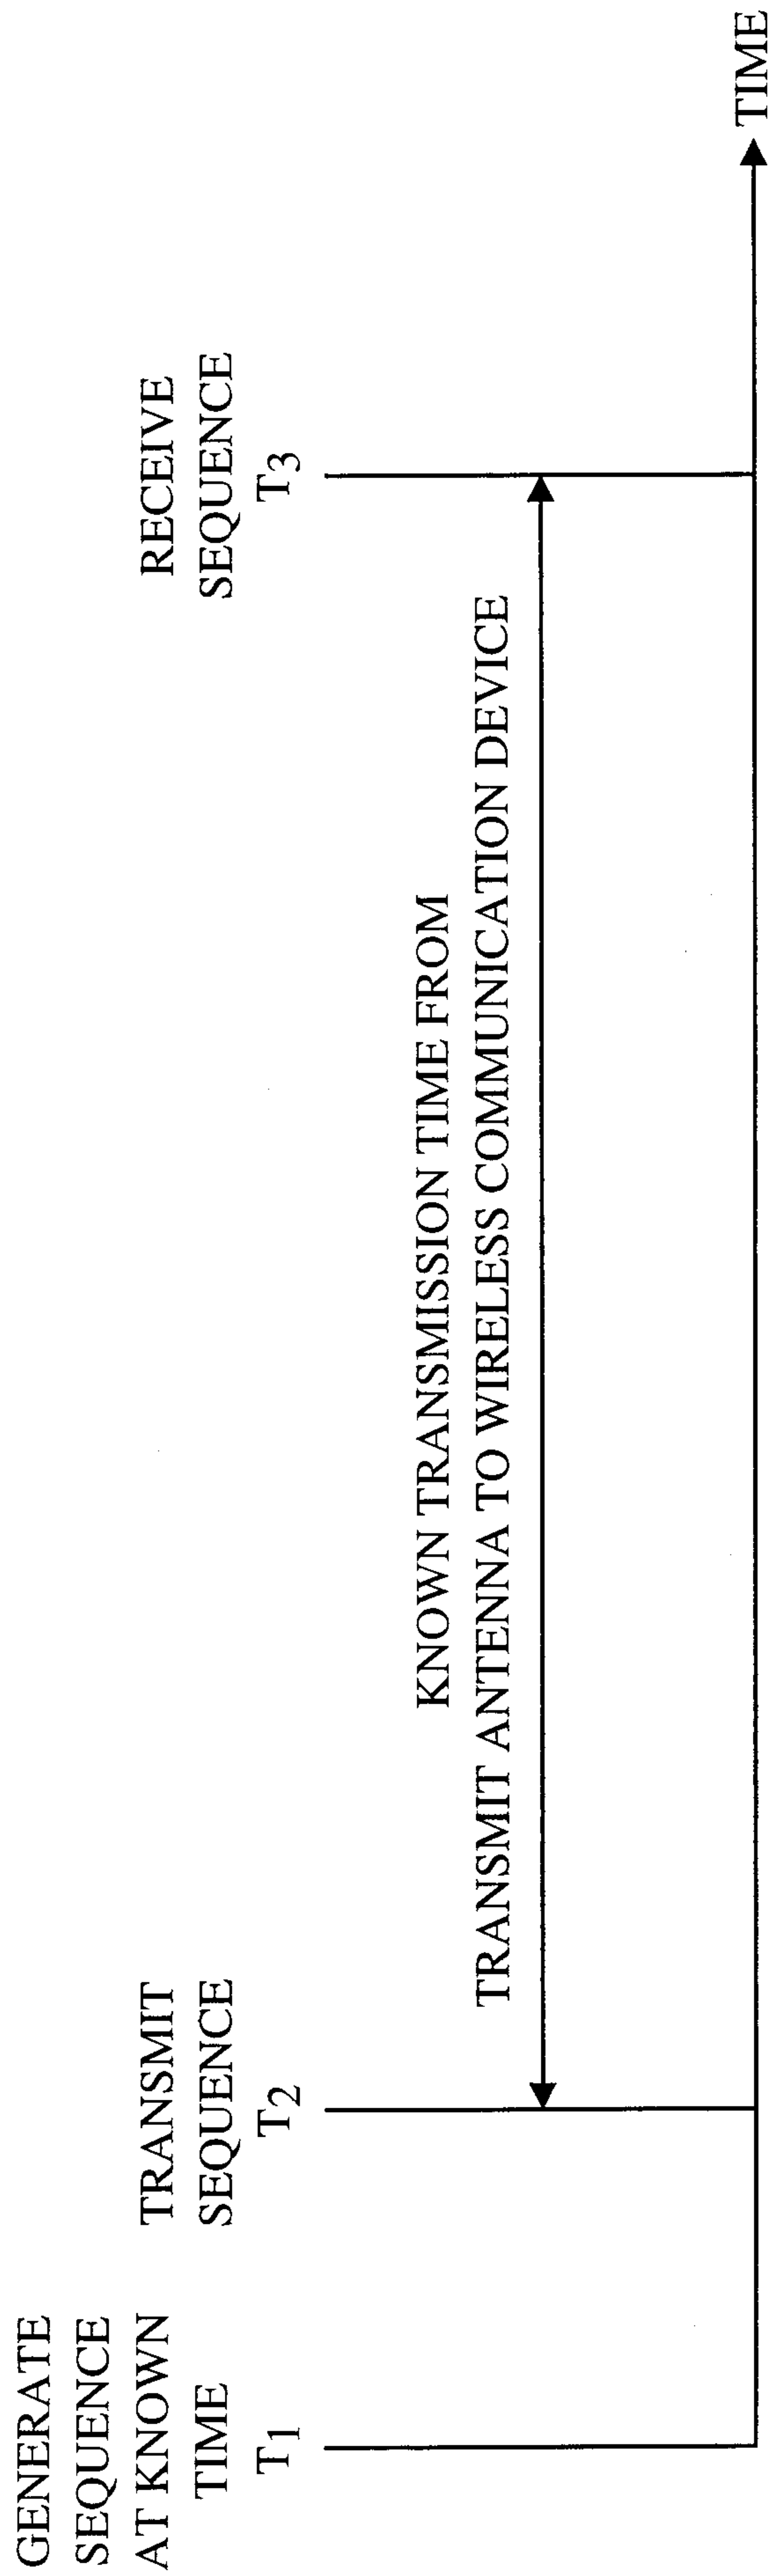 GENERATE
SEQUENCE
AT KNOWN
TIME
T1
TRANSMIT
SEQUENCE
T2
RECEIVE
SEQUENCE
T3
KNOWN TRANSMISSION TIME FROM
TRANSMIT ANTENNA TO WIRELESS COMMUNICATION DEVICE
TIME